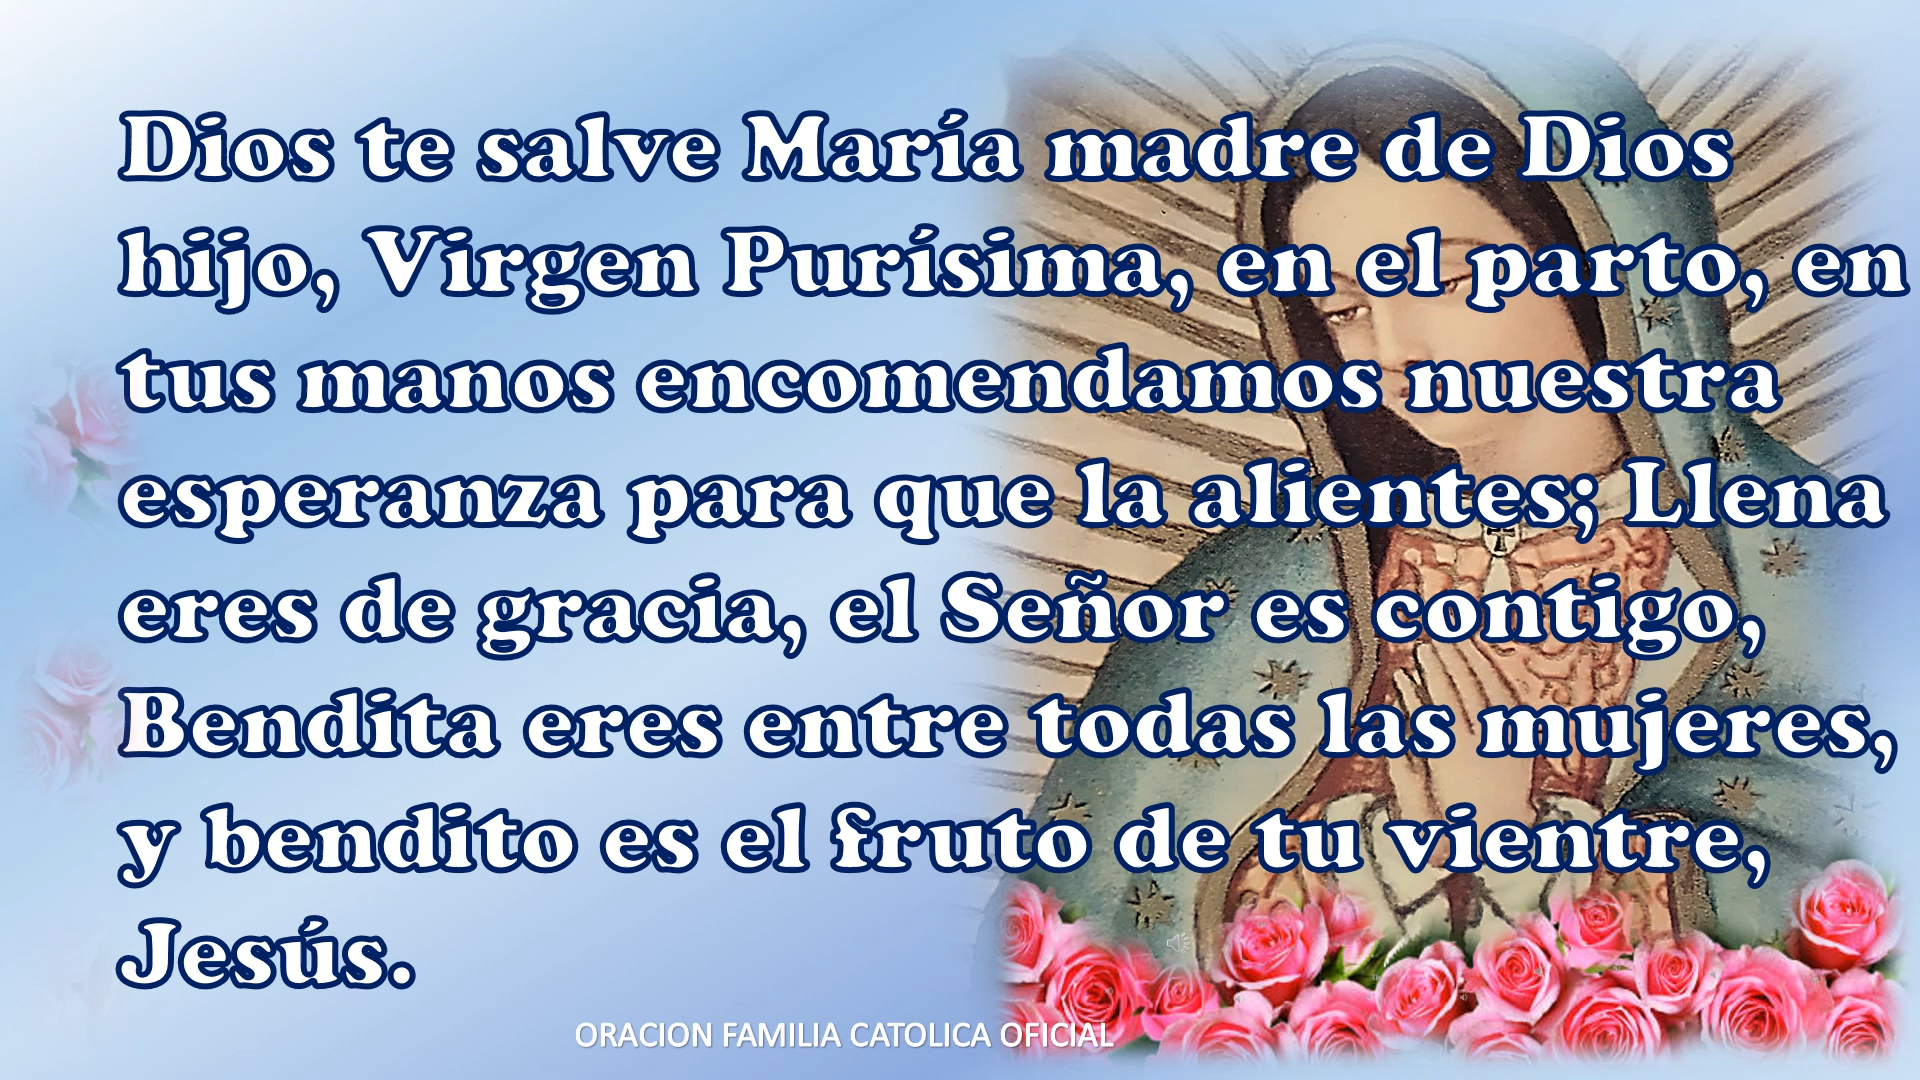 Dios te salve María madre de Dios
hijo, Virgen Purísima, en el parto, en
tus manos encomendamos nuestra
esperanza para que la alientes; Llena
eres de gracia, el Señor es contigo,
Bendita eres entre todas las mujeres,
y bendito es el fruto de tu vientre,
Jesús.
ORACION FAMILIA CATOLICA OFICIAL